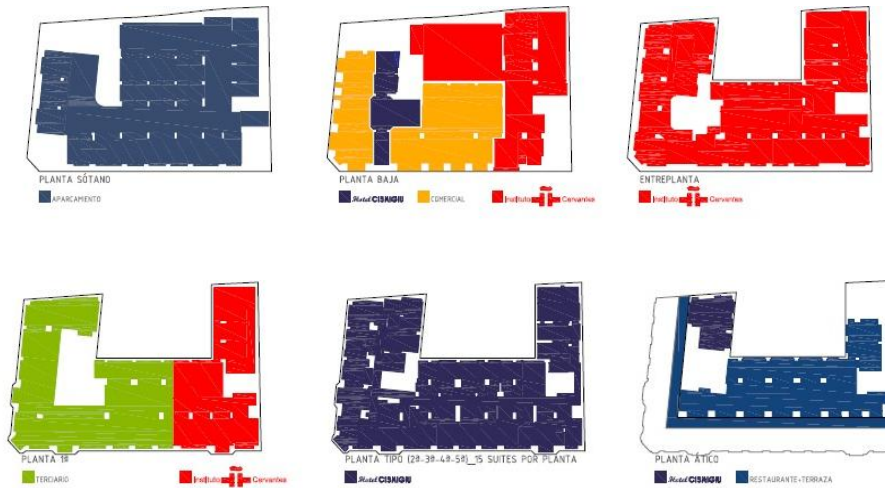 PLANTA SÓTANO
APARCAMIENTO
PLANTA BAJA
Hotel CISMIGIU
COMERCIAL
Instituto Cervantes
ENTREPLANTA
Instituto Cervantes
PLANTA 1ª
TERCIARIO
Instituto Cervantes
PLANTA TIPO (2ª-3ª-4ª-5ª)_15 SUITES POR PLANTA
Hotel CISMIGIU
PLANTA ÁTICO
Hotel CISMIGIU
RESTAURANTE-TERRAZA